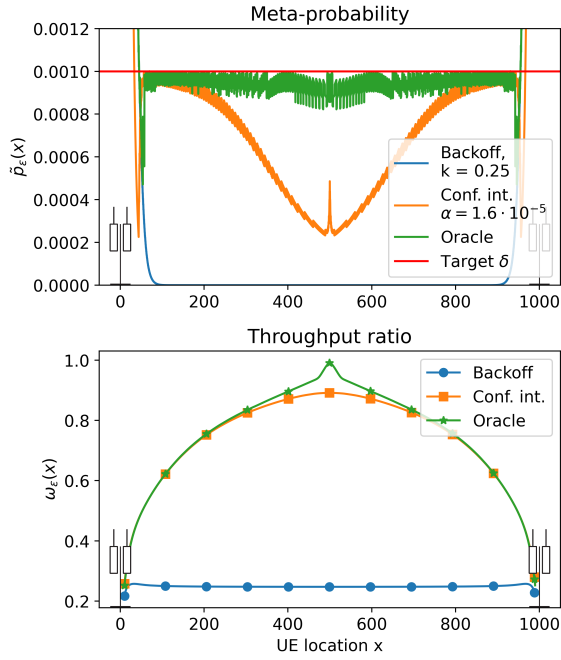 Meta-probability
0.0012
0.0010
0.0008
0.0006
0.0004
0.0002
0.0000
p̃ε(x)
Backoff,
k = 0.25
Conf. int.
α = 1.6 · 10⁻⁵
Oracle
Target δ
0 200 400 600 800 1000
Throughput ratio
1.0
0.8
0.6
0.4
0.2
ωε(x)
Backoff
Conf. int.
Oracle
0 200 400 600 800 1000
UE location x